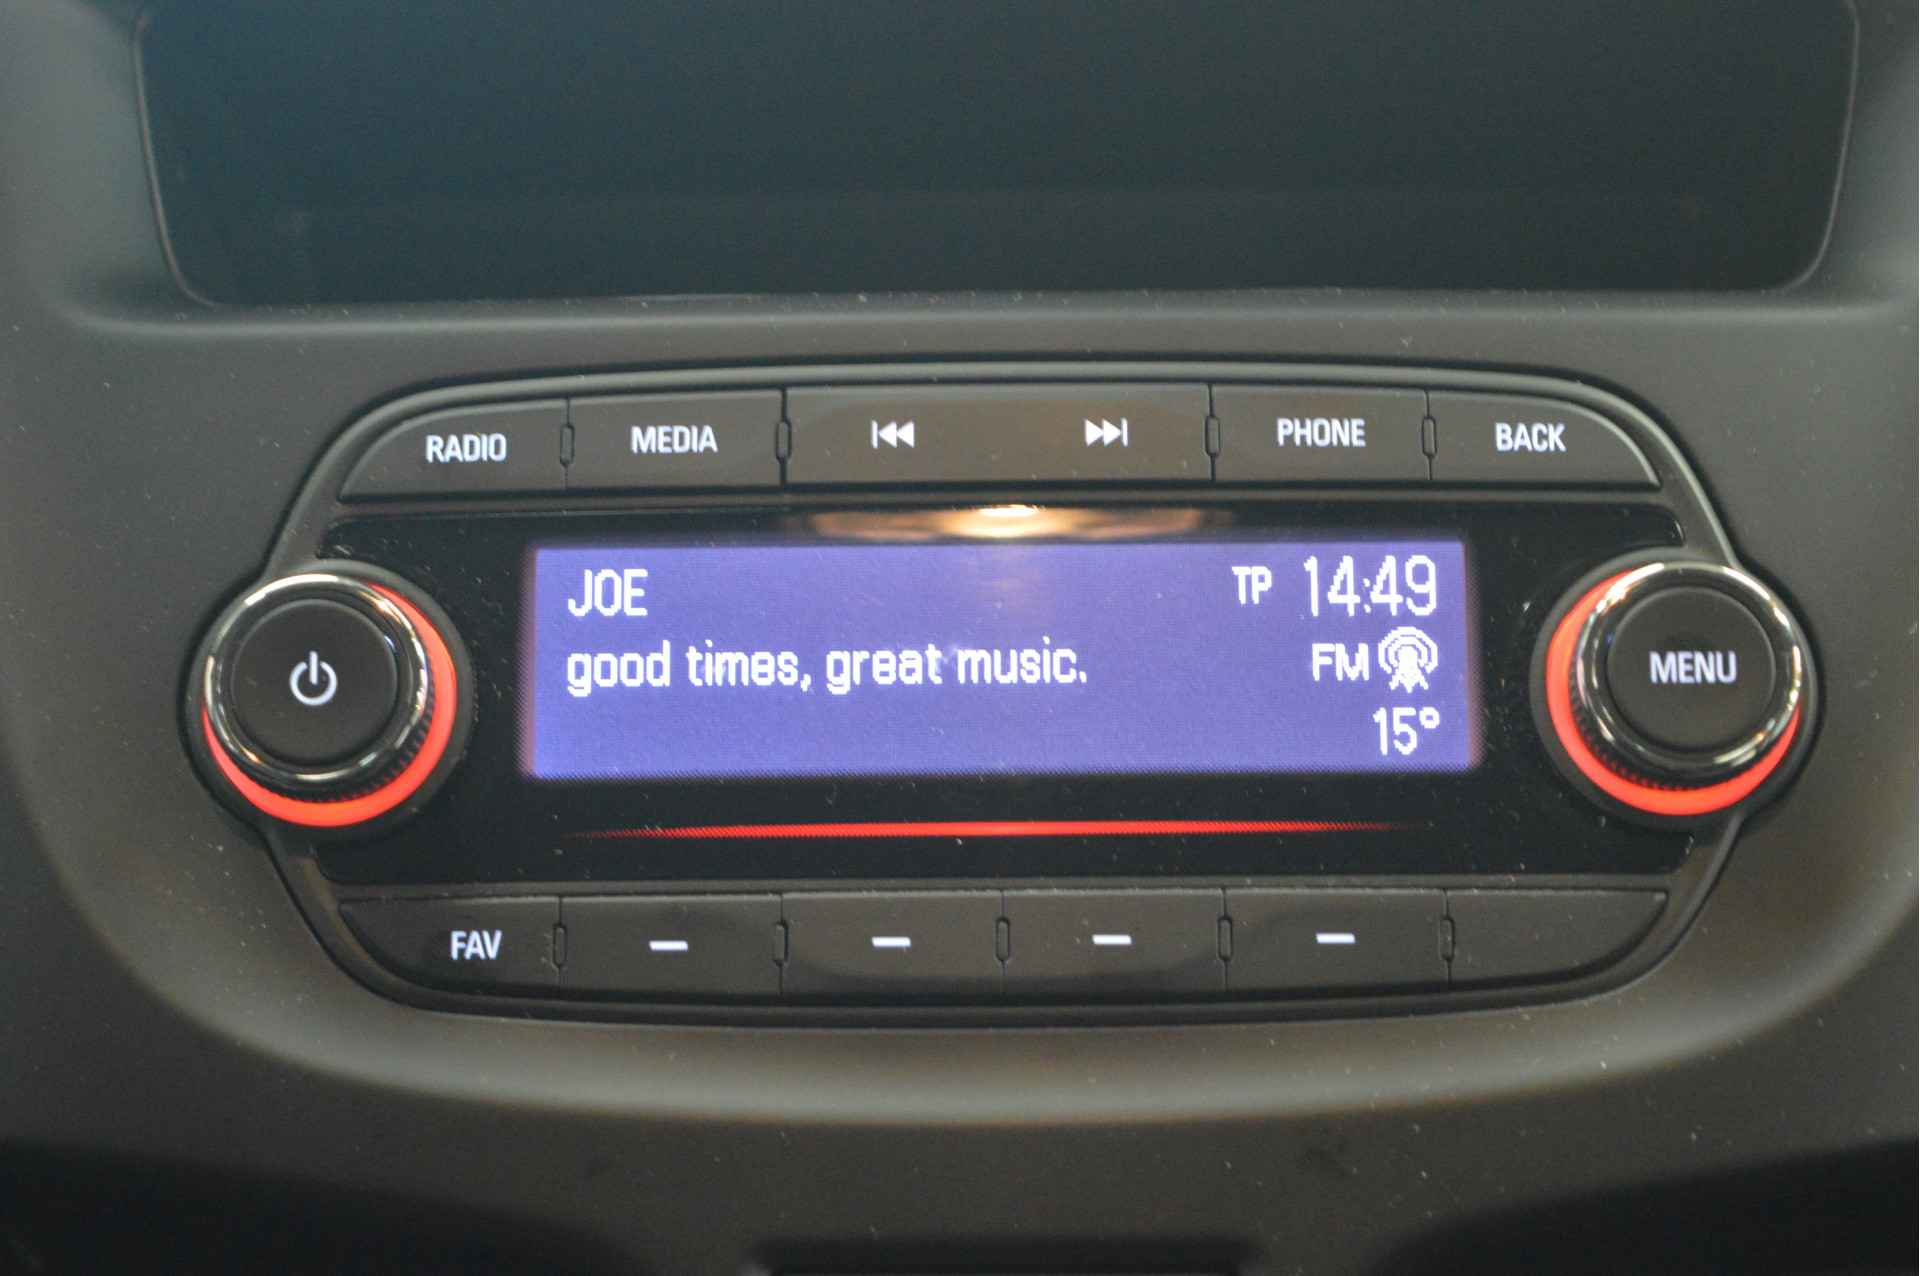 RADIO MEDIA PHONE BACK
JOE TP 14:49
good times, great music. FM
15°
MENU
FAV